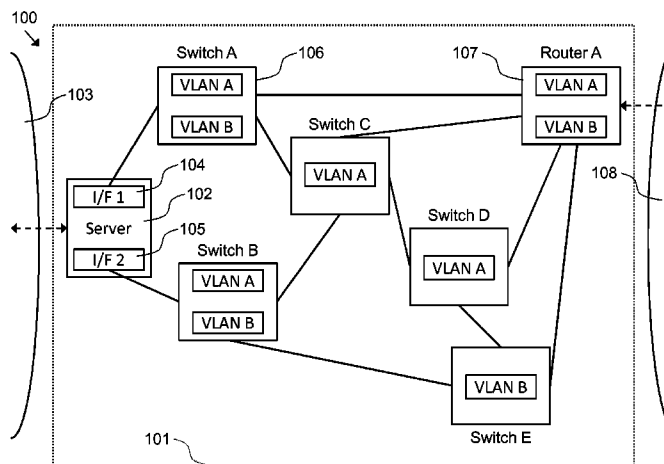 100
103
Switch A
106
VLAN A
VLAN B
107
Router A
VLAN A
VLAN B
Switch C
VLAN A
108
104
I/F 1
102
Server
105
I/F 2
Switch B
VLAN A
VLAN B
Switch D
VLAN A
VLAN B
Switch E
101